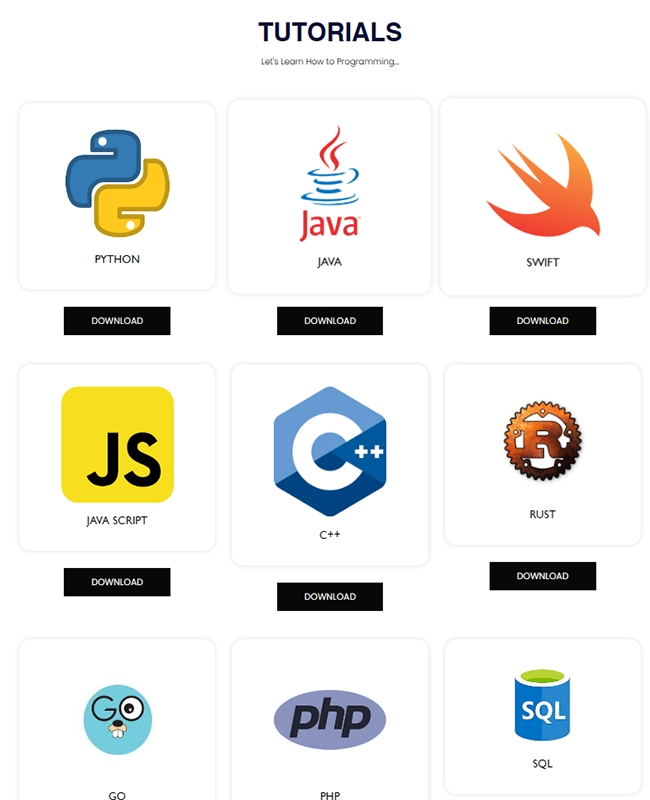 TUTORIALS
Let's Learn How to Programming...
Java
PYTHON
JAVA
SWIFT
DOWNLOAD
DOWNLOAD
DOWNLOAD
JS
C++
R
JAVA SCRIPT
C++
RUST
DOWNLOAD
DOWNLOAD
DOWNLOAD
GO
php
SQL
GO
PHP
SQL